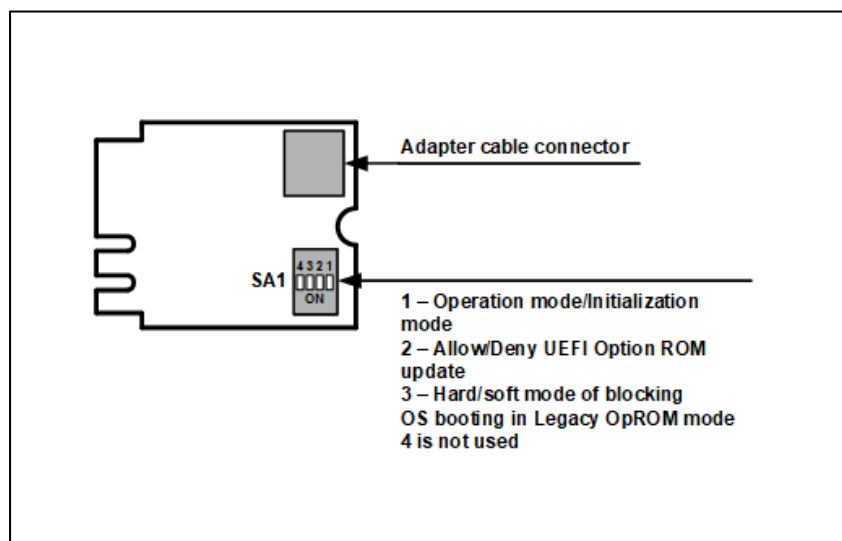 Adapter cable connector
SA1
4 3 2 1
ON
1 – Operation mode/Initialization
mode
2 – Allow/Deny UEFI Option ROM
update
3 – Hard/soft mode of blocking
OS booting in Legacy OpROM mode
4 is not used